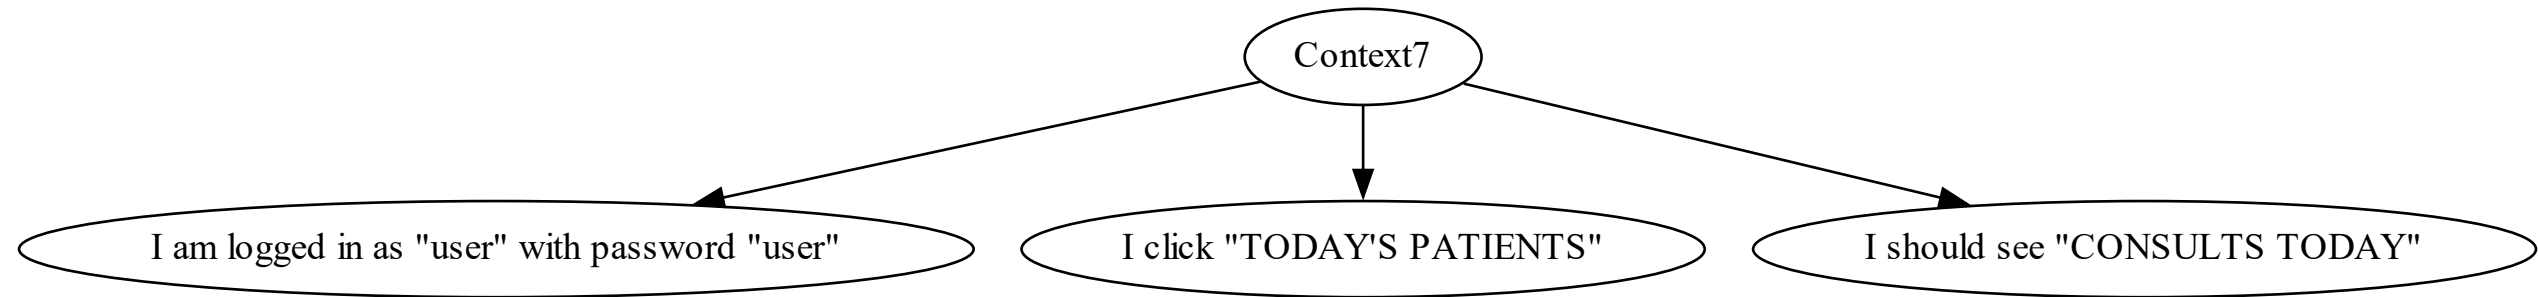 Context7
I am logged in as "user" with password "user"
I click "TODAY'S PATIENTS"
I should see "CONSULTS TODAY"